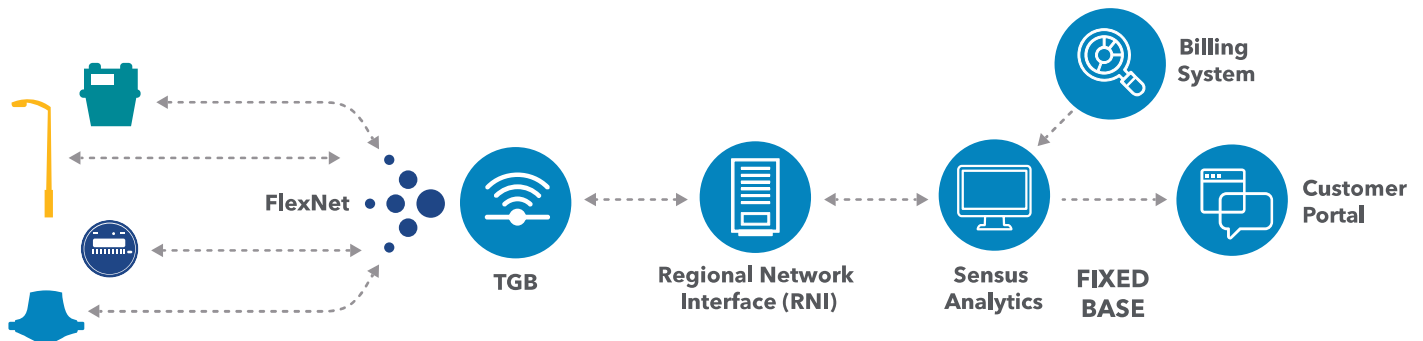 Billing
System
FlexNet
Customer
Portal
TGB
Regional Network
Interface (RNI)
Sensus
Analytics
FIXED
BASE